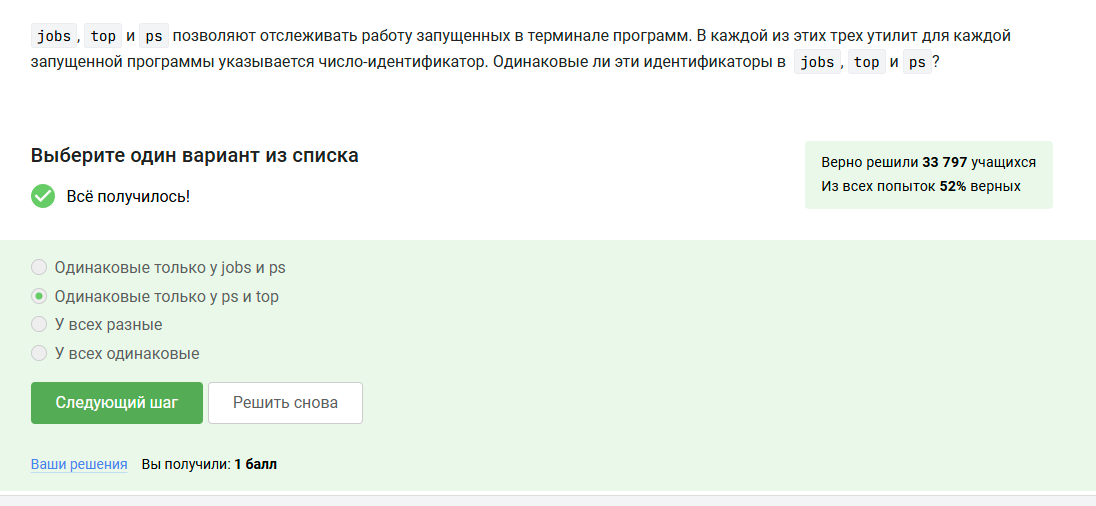 jobs, top и ps позволяют отслеживать работу запущенных в терминале программ. В каждой из этих трех утилит для каждой
запущенной программы указывается число-идентификатор. Одинаковые ли эти идентификаторы в jobs, top и ps?
Выберите один вариант из списка
Верно решили 33 797 учащихся
Из всех попыток 52% верных
Всё получилось!
Одинаковые только у jobs и ps
Одинаковые только у ps и top
У всех разные
У всех одинаковые
Следующий шаг
Решить снова
Ваши решения Вы получили: 1 балл